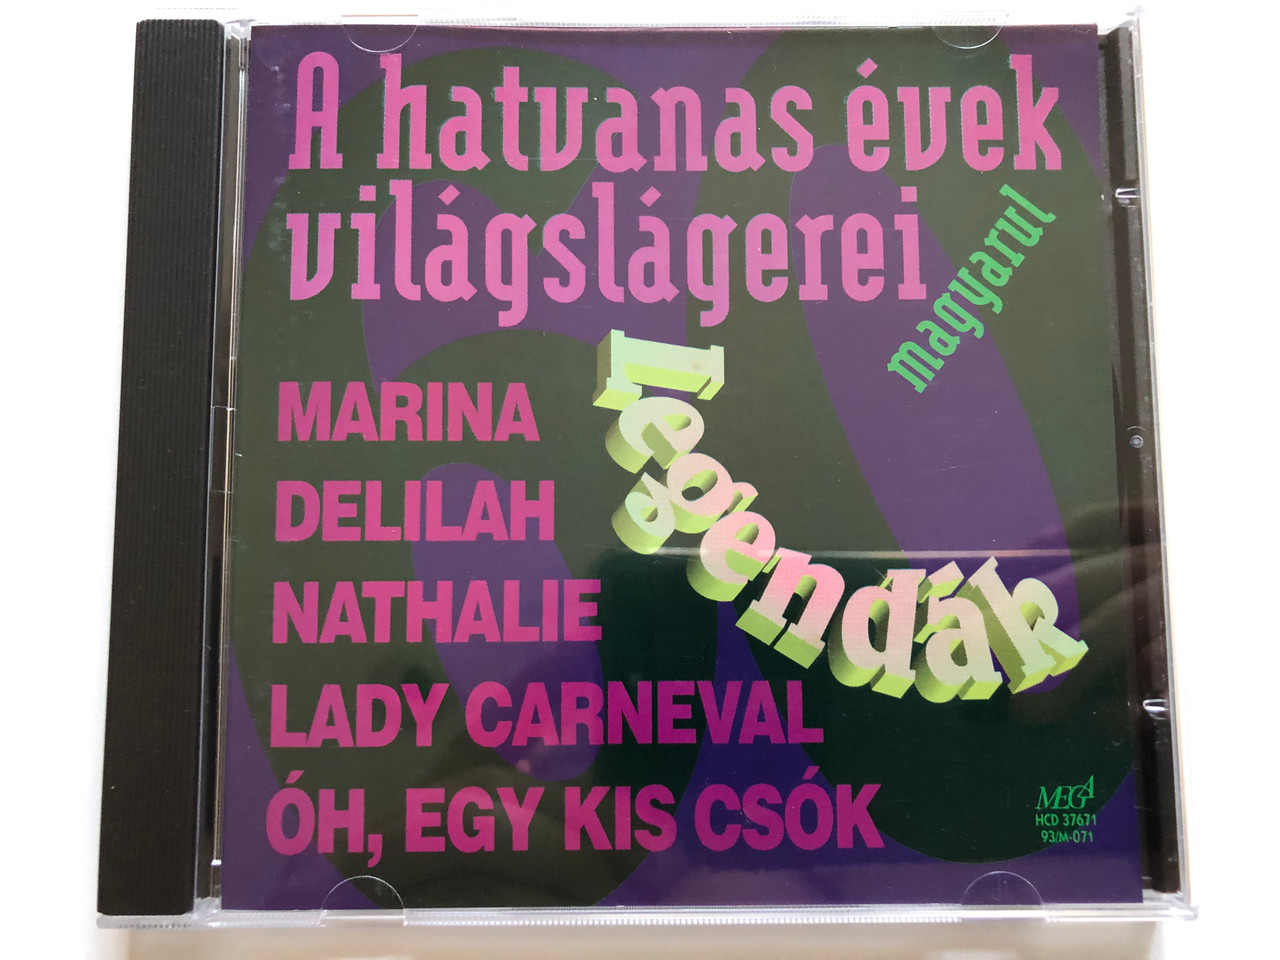 A hatvanas évek
világslágerei
magyarul
Legendák
MARINA
DELILAH
NATHALIE
LADY CARNEVAL
ÓH, EGY KIS CSÓK
MEGA
HCD 37671
93/M-071